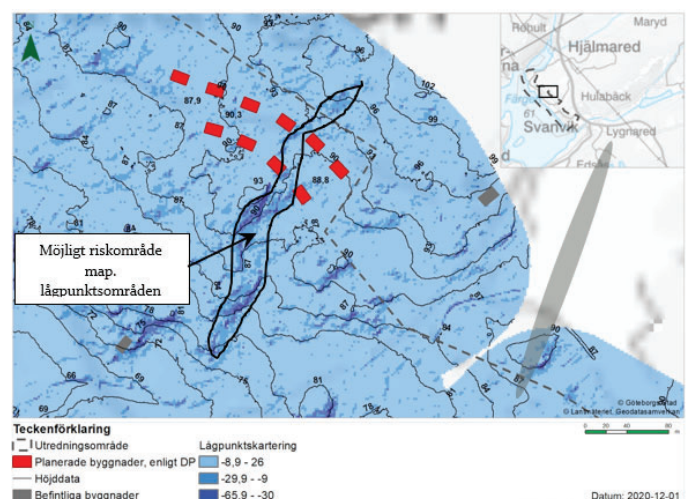 Röhult
Maryd
Hjälmared
Hulabäck
61
Svanvik
Lygnared
87,9
90,3
93
88,8
90
102
99
96
87
84
81
78
75
72
69
66
Möjligt riskområde
map.
lågpunktsområden
© Göteborgs Stad
© Lantmäteriet, Geodatasamverkan
Teckenförklaring
Utredningsområde
Planerade byggnader, enligt DP
Höjddata
Befintliga byggnader
Lågpunktskartering
-8,9 - 26
-29,9 - -9
-65,9 - -30
0 20 40 80
m
Datum: 2020-12-01